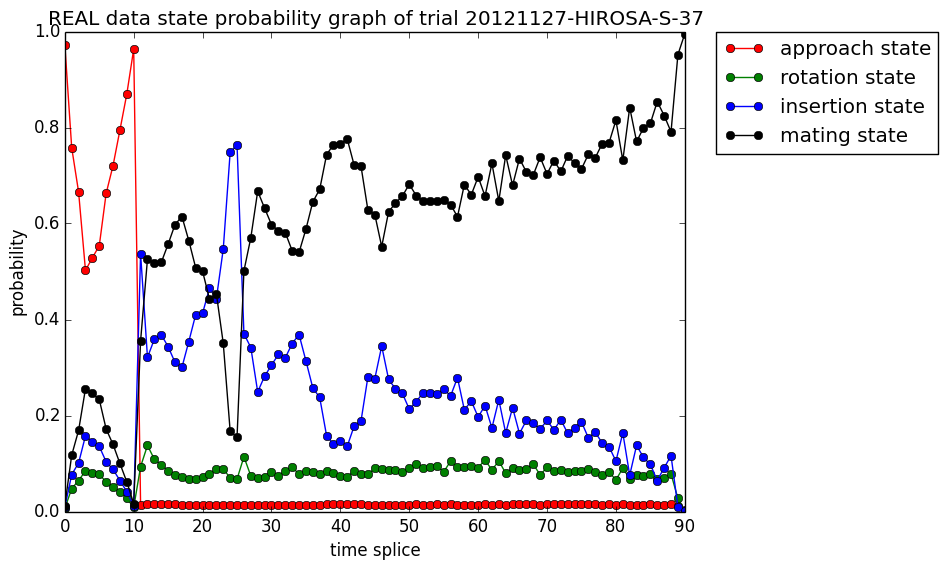 REAL data state probability graph of trial 20121127-HIROSA-S-37
1.0
0.8
0.6
0.4
0.2
0.0
probability
0 10 20 30 40 50 60 70 80 90
time splice
approach state
rotation state
insertion state
mating state